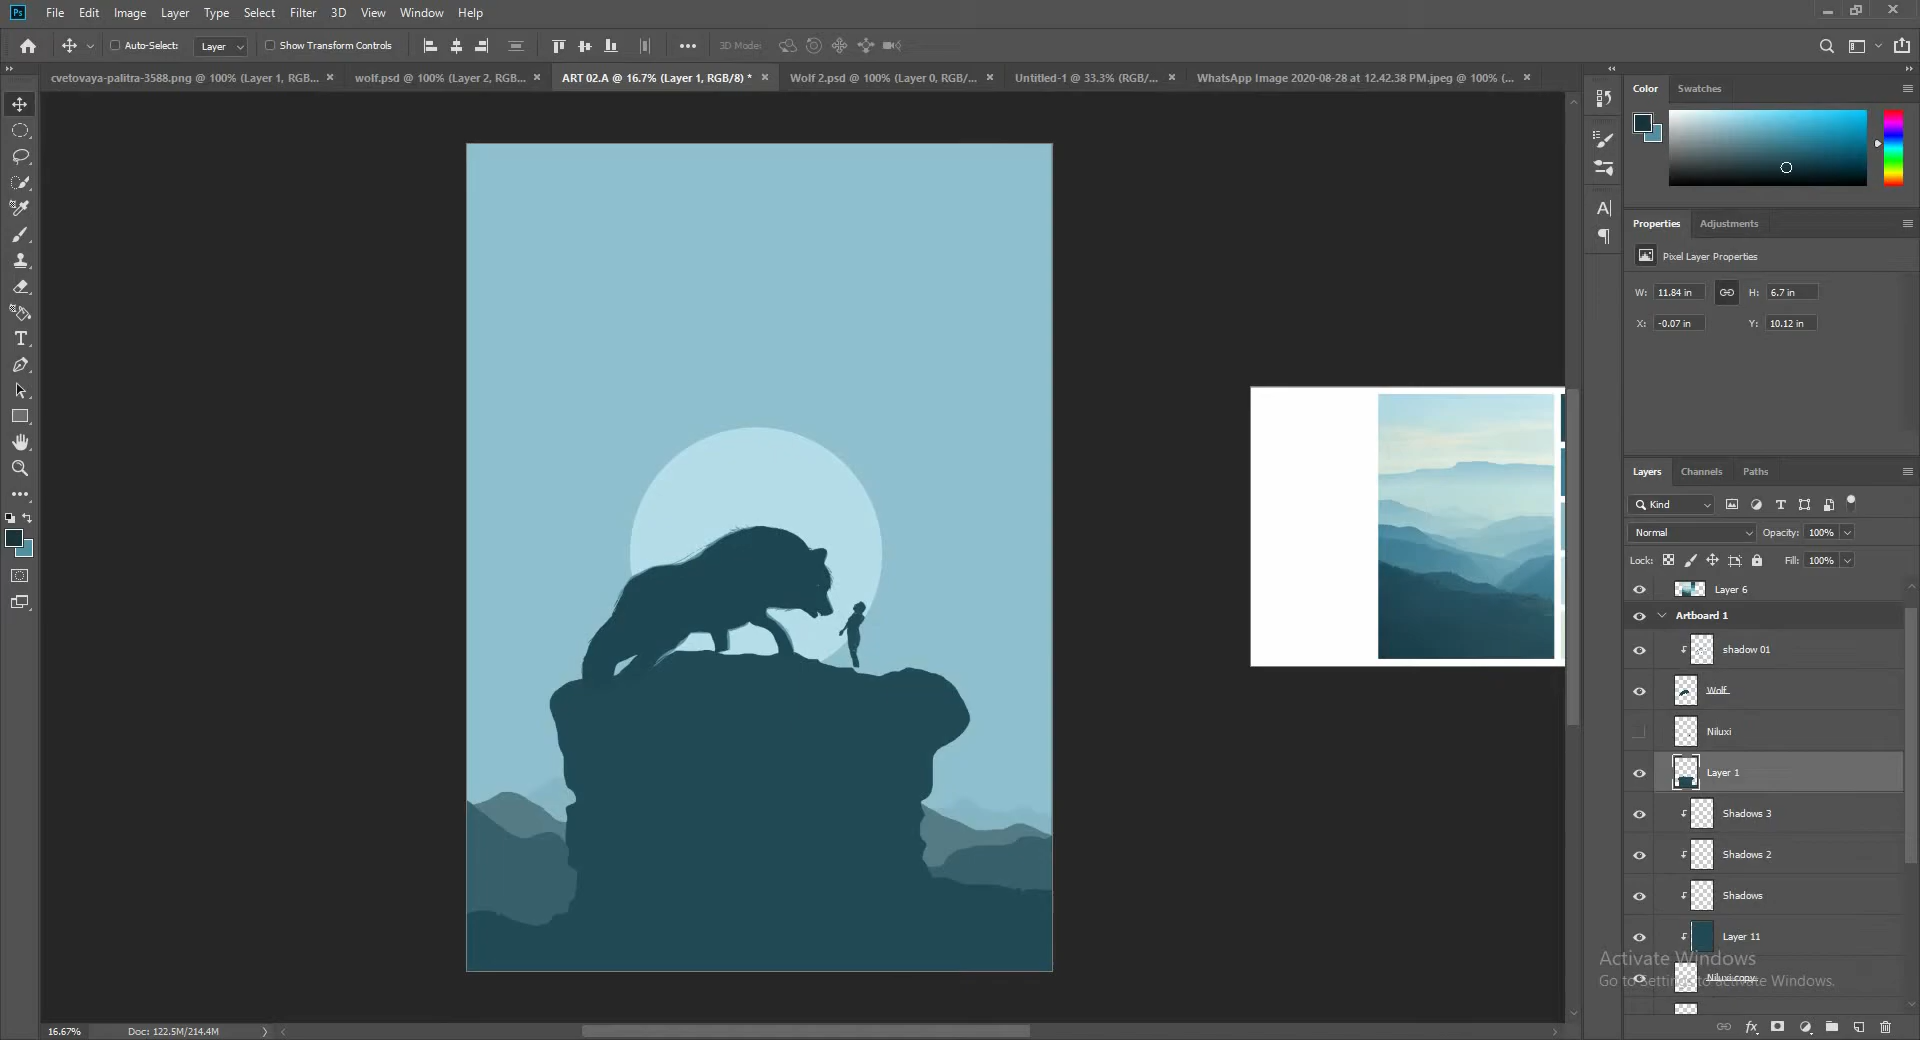 Ps File Edit Image Layer Type Select Filter 3D View Window Help
Auto-Select: Layer Show Transform Controls 3D Mode:
cvetovaya-palitra-3588.png @ 100% (Layer 1, RGB... × wolf.psd @ 100% (Layer 2, RGB... × ART 02.A @ 16.7% (Layer 1, RGB/8) * × Wolf 2.psd @ 100% (Layer 0, RGB/... × Untitled-1 @ 33.3% (RGB/... × WhatsApp Image 2020-08-28 at 12.42.38 PM.jpeg @ 100% (... ×
Color Swatches
Properties Adjustments
Pixel Layer Properties
W: 11.84 in H: 6.7 in
X: -0.07 in Y: 10.12 in
Layers Channels Paths
Kind
Normal Opacity: 100%
Lock: Fill: 100%
Layer 6
Artboard 1
shadow 01
Wolf
Niluxi
Layer 1
Shadows 3
Shadows 2
Shadows
Layer 11
Activate Windows
Niluxi copy
Go to Settings to activate Windows.
16.67% Doc: 122.5M/214.4M